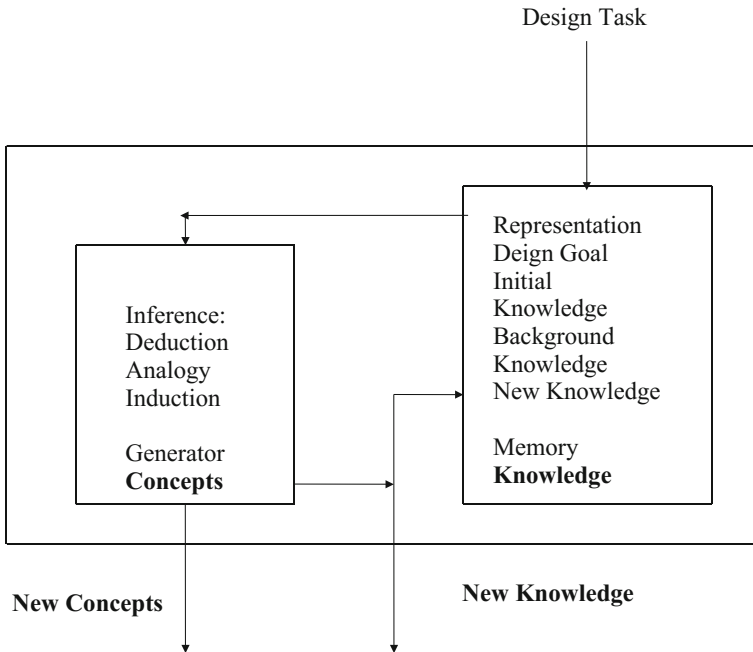 Design Task
Representation
Deign Goal
Initial
Knowledge
Background
Knowledge
New Knowledge
Memory
Knowledge
Inference:
Deduction
Analogy
Induction
Generator
Concepts
New Concepts
New Knowledge